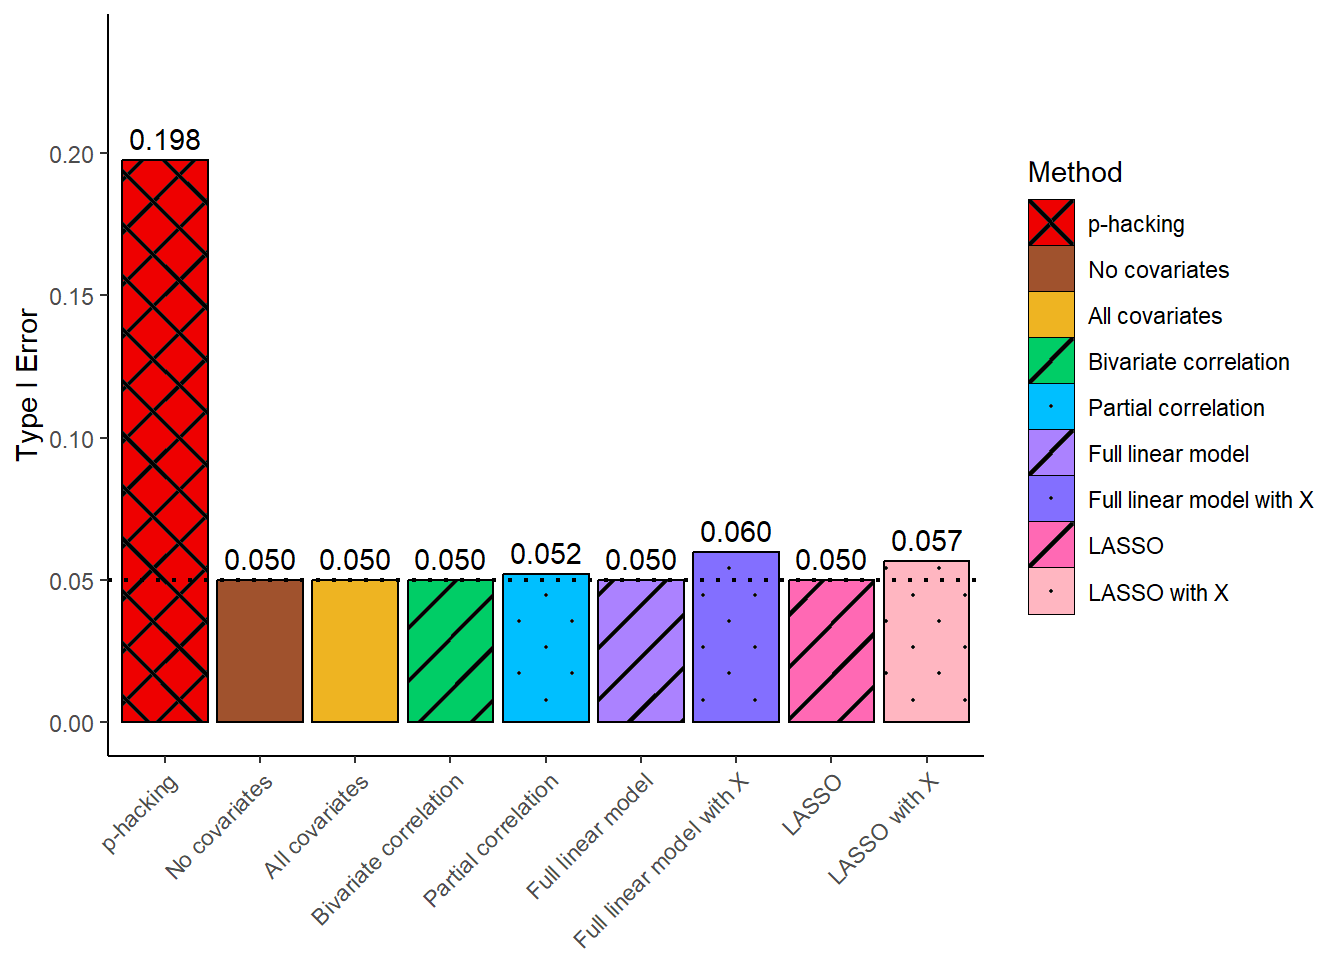 0.198
0.050
0.050
0.050
0.052
0.050
0.060
0.050
0.057
Type I Error
0.20
0.15
0.10
0.05
0.00
p-hacking
No covariates
All covariates
Bivariate correlation
Partial correlation
Full linear model
Full linear model with X
LASSO
LASSO with X
Method
p-hacking
No covariates
All covariates
Bivariate correlation
Partial correlation
Full linear model
Full linear model with X
LASSO
LASSO with X